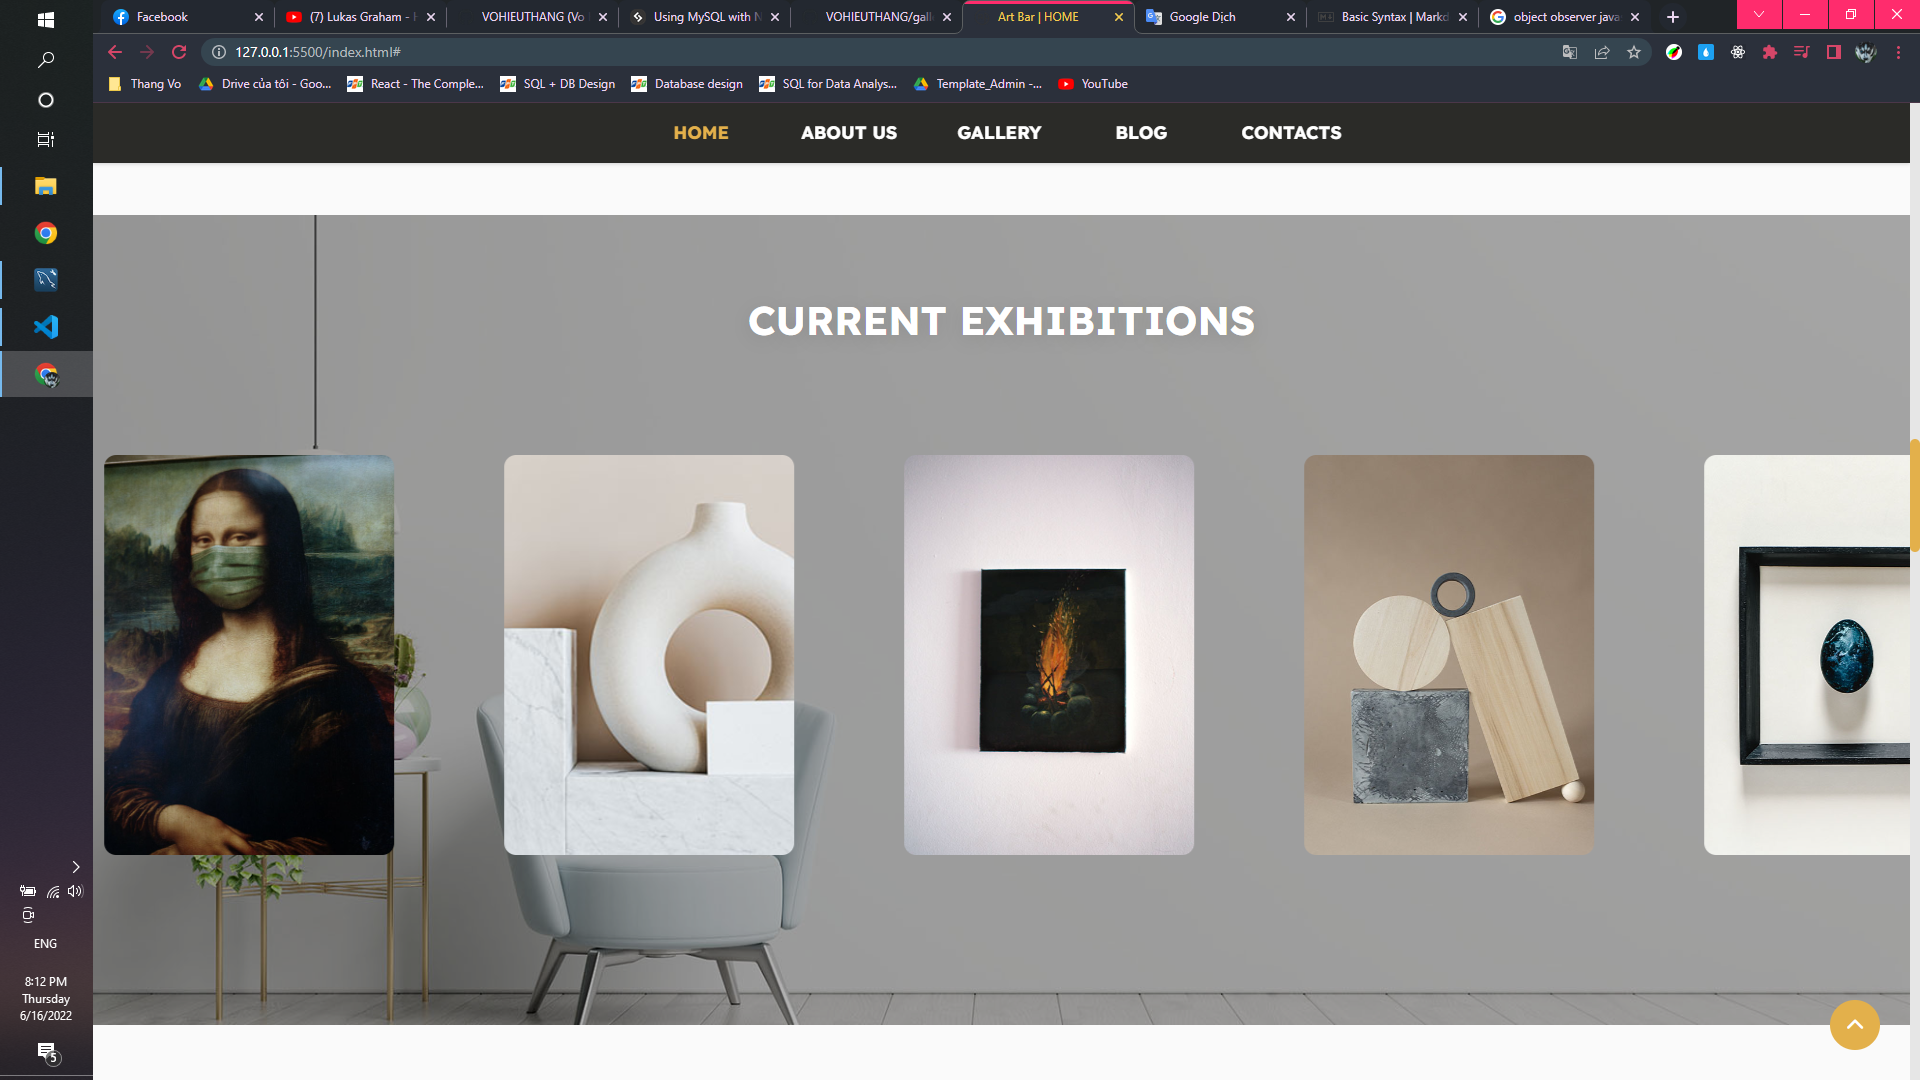 Facebook
(7) Lukas Graham -
VOHIEUTHANG (Vo
Using MySQL with N
VOHIEUTHANG/gall
Art Bar | HOME
Google Dịch
Basic Syntax | Markd
object observer java
127.0.0.1:5500/index.html#
Thang Vo
Drive của tôi - Goo...
React - The Comple...
SQL + DB Design
Database design
SQL for Data Analys...
Template_Admin -...
YouTube
HOME
ABOUT US
GALLERY
BLOG
CONTACTS
CURRENT EXHIBITIONS
ENG
8:12 PM
Thursday
6/16/2022
5